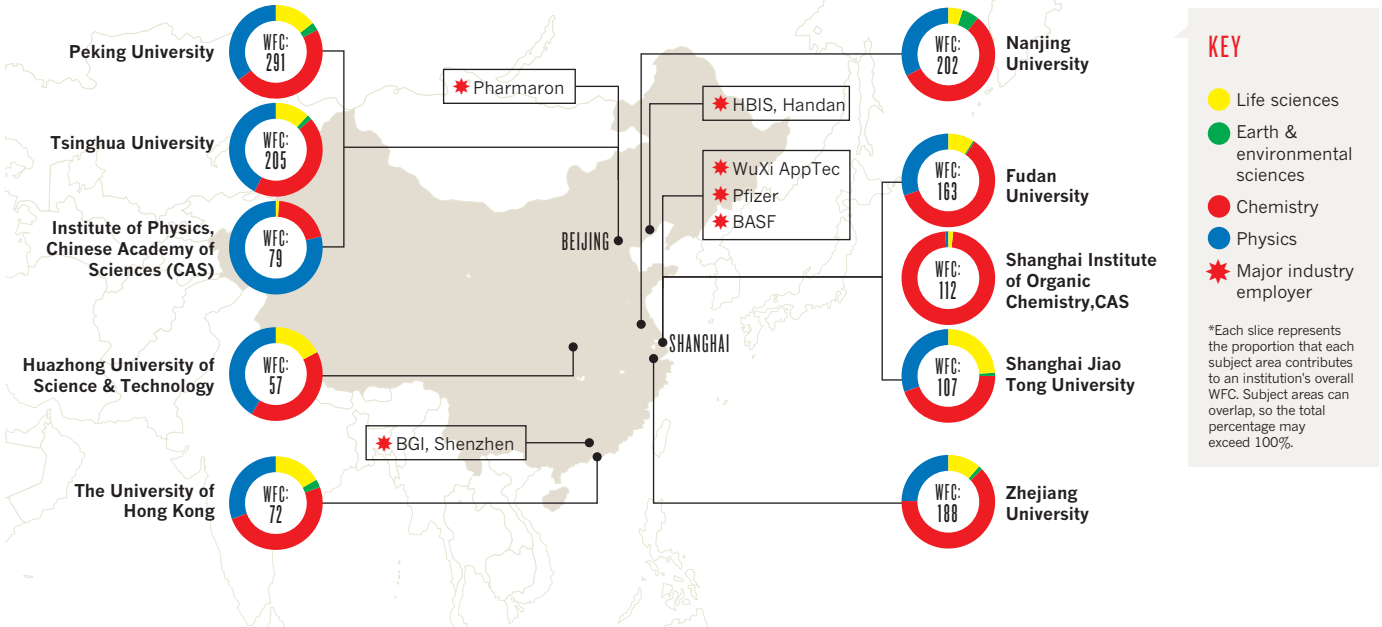 Peking University
WFC:
291
Tsinghua University
WFC:
205
Institute of Physics,
Chinese Academy of
Sciences (CAS)
WFC:
79
Huazhong University of
Science & Technology
WFC:
57
The University of
Hong Kong
WFC:
72
Pharmaron
HBIS, Handan
WuXi AppTec
Pfizer
BASF
BEIJING
SHANGHAI
BGI, Shenzhen
WFC:
202
Nanjing
University
WFC:
163
Fudan
University
WFC:
112
Shanghai Institute
of Organic
Chemistry,CAS
WFC:
107
Shanghai Jiao
Tong University
WFC:
188
Zhejiang
University
KEY
Life sciences
Earth &
environmental
sciences
Chemistry
Physics
Major industry
employer
*Each slice represents
the proportion that each
subject area contributes
to an institution's overall
WFC. Subject areas can
overlap, so the total
percentage may
exceed 100%.